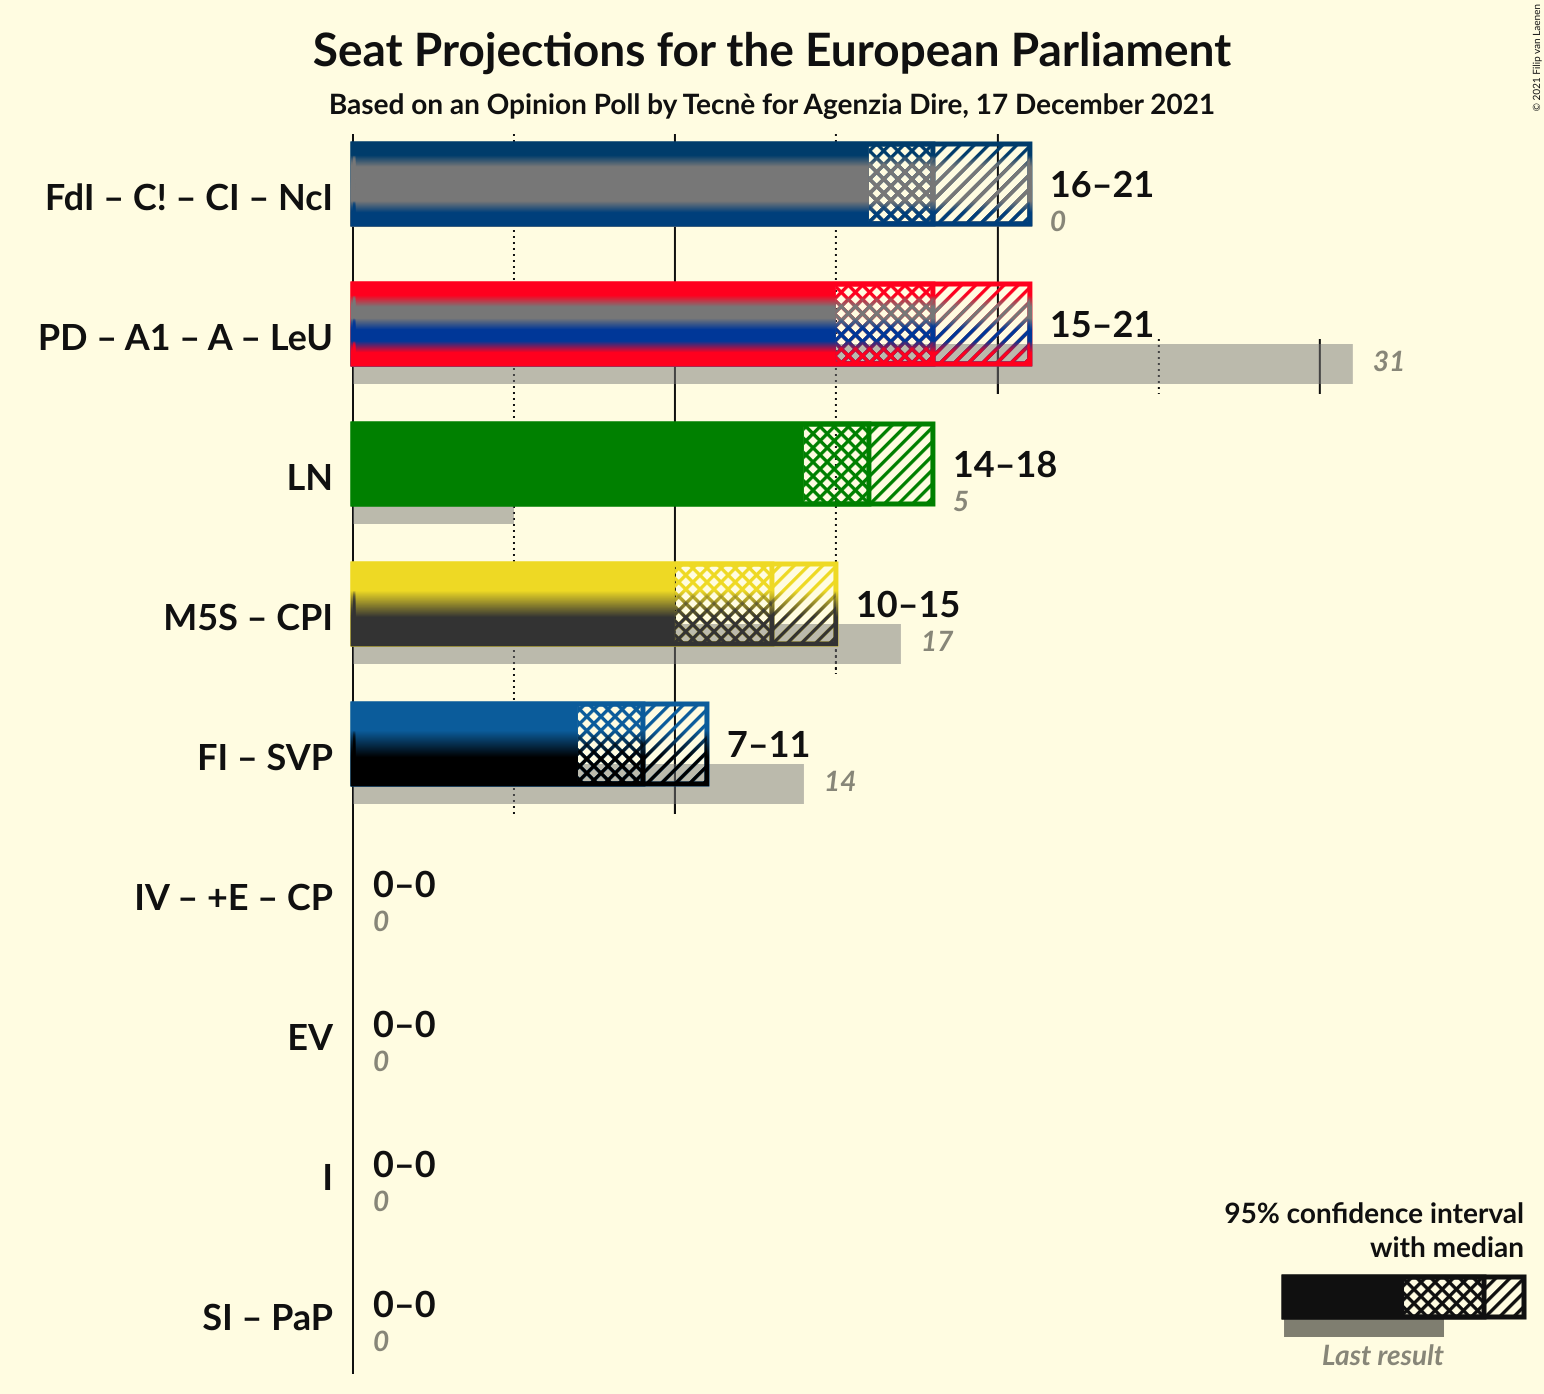 Seat Projections for the European Parliament
Based on an Opinion Poll by Tecnè for Agenzia Dire, 17 December 2021
© 2021 Filip van Laenen
FdI – C! – CI – NcI
16–21
0
PD – A1 – A – LeU
15–21
31
LN
14–18
5
M5S – CPI
10–15
17
FI – SVP
7–11
14
IV – +E – CP
0–0
0
EV
0–0
0
I
0–0
0
SI – PaP
0–0
0
95% confidence interval
with median
Last result